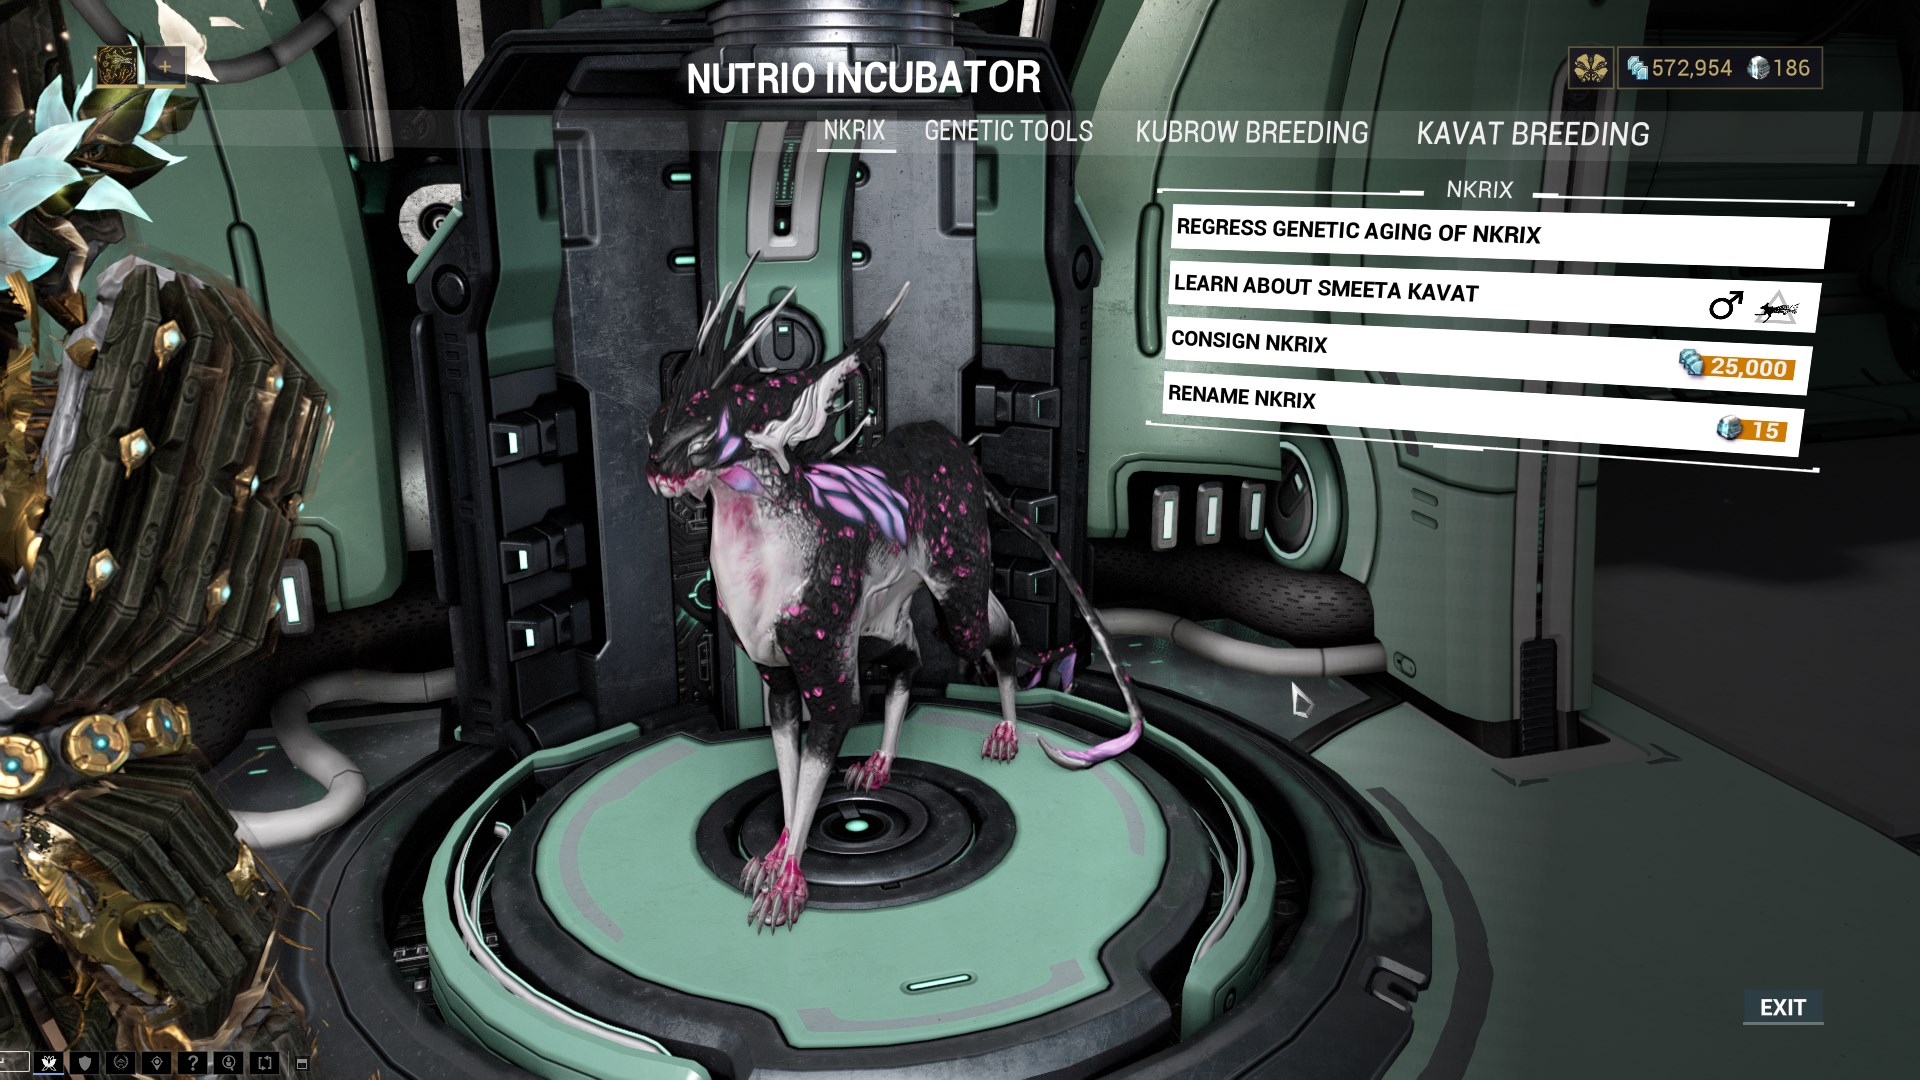 572,954 186
NUTRIO INCUBATOR
NKRIX GENETIC TOOLS KUBROW BREEDING KAVAT BREEDING
NKRIX
REGRESS GENETIC AGING OF NKRIX
LEARN ABOUT SMEETA KAVAT
CONSIGN NKRIX 25,000
RENAME NKRIX 15
EXIT